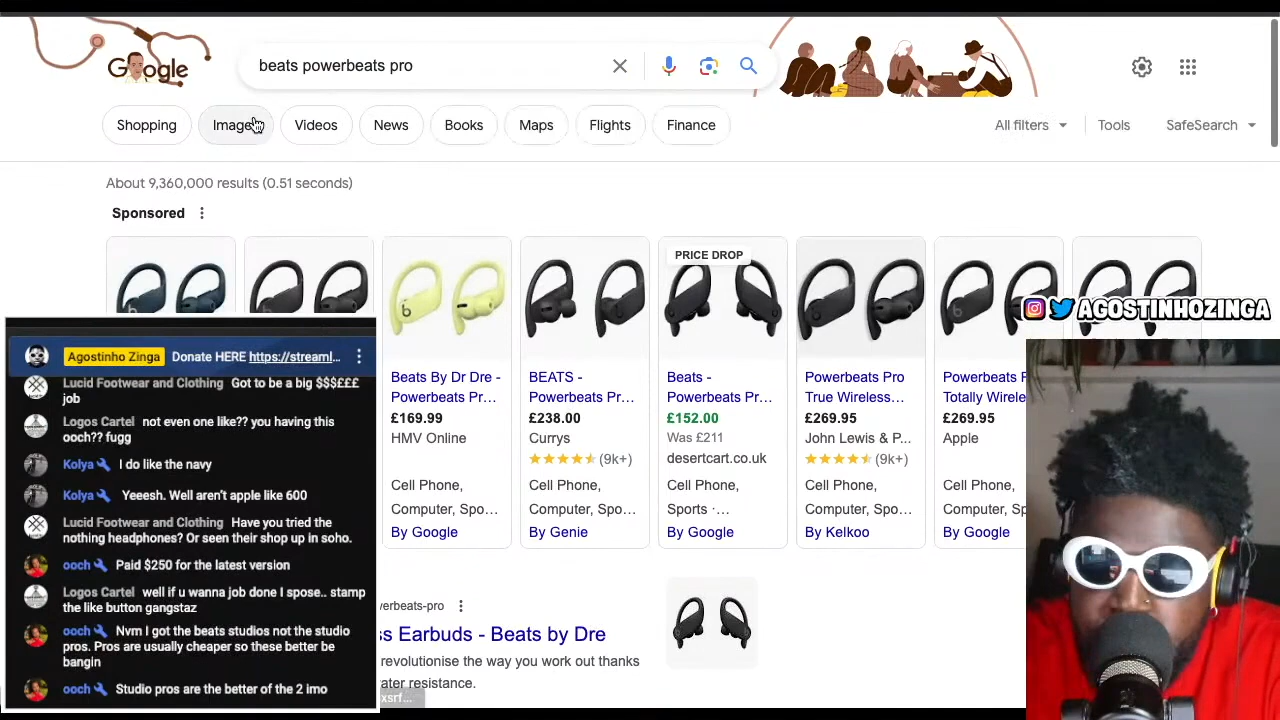 Google
beats powerbeats pro
Shopping
Images
Videos
News
Books
Maps
Flights
Finance
All filters
Tools
SafeSearch
About 9,360,000 results (0.51 seconds)
Sponsored
PRICE DROP
Beats By Dr Dre -
Powerbeats Pr…
£169.99
HMV Online
Cell Phone,
Computer, Spo…
By Google
BEATS -
Powerbeats Pr…
£238.00
Currys
(9k+)
Cell Phone,
Computer, Spo…
By Genie
Beats -
Powerbeats Pr…
£152.00
Was £211
desertcart.co.uk
Cell Phone,
Sports ·…
By Google
Powerbeats Pro
True Wireless…
£269.95
John Lewis & P...
(9k+)
Cell Phone,
Computer, Spo…
By Kelkoo
Powerbeats
Totally Wirele
£269.95
Apple
Cell Phone,
Computer, Spo
By Google
AGOSTINHOZINGA
Agostinho Zinga Donate HERE https://streaml...
Lucid Footwear and Clothing Got to be a big $$$£££
job
Logos Cartel not even one like?? you having this
ooch?? fugg
Kolya I do like the navy
Kolya Yeeesh. Well aren't apple like 600
Lucid Footwear and Clothing Have you tried the
nothing headphones? Or seen their shop up in soho.
ooch Paid $250 for the latest version
Logos Cartel well if u wanna job done I spose.. stamp
the like button gangstaz
ooch Nvm I got the beats studios not the studio
pros. Pros are usually cheaper so these better be
bangin
ooch Studio pros are the better of the 2 imo
verbeats-pro
ss Earbuds - Beats by Dre
revolutionise the way you work out thanks
ater resistance.
xsrf...